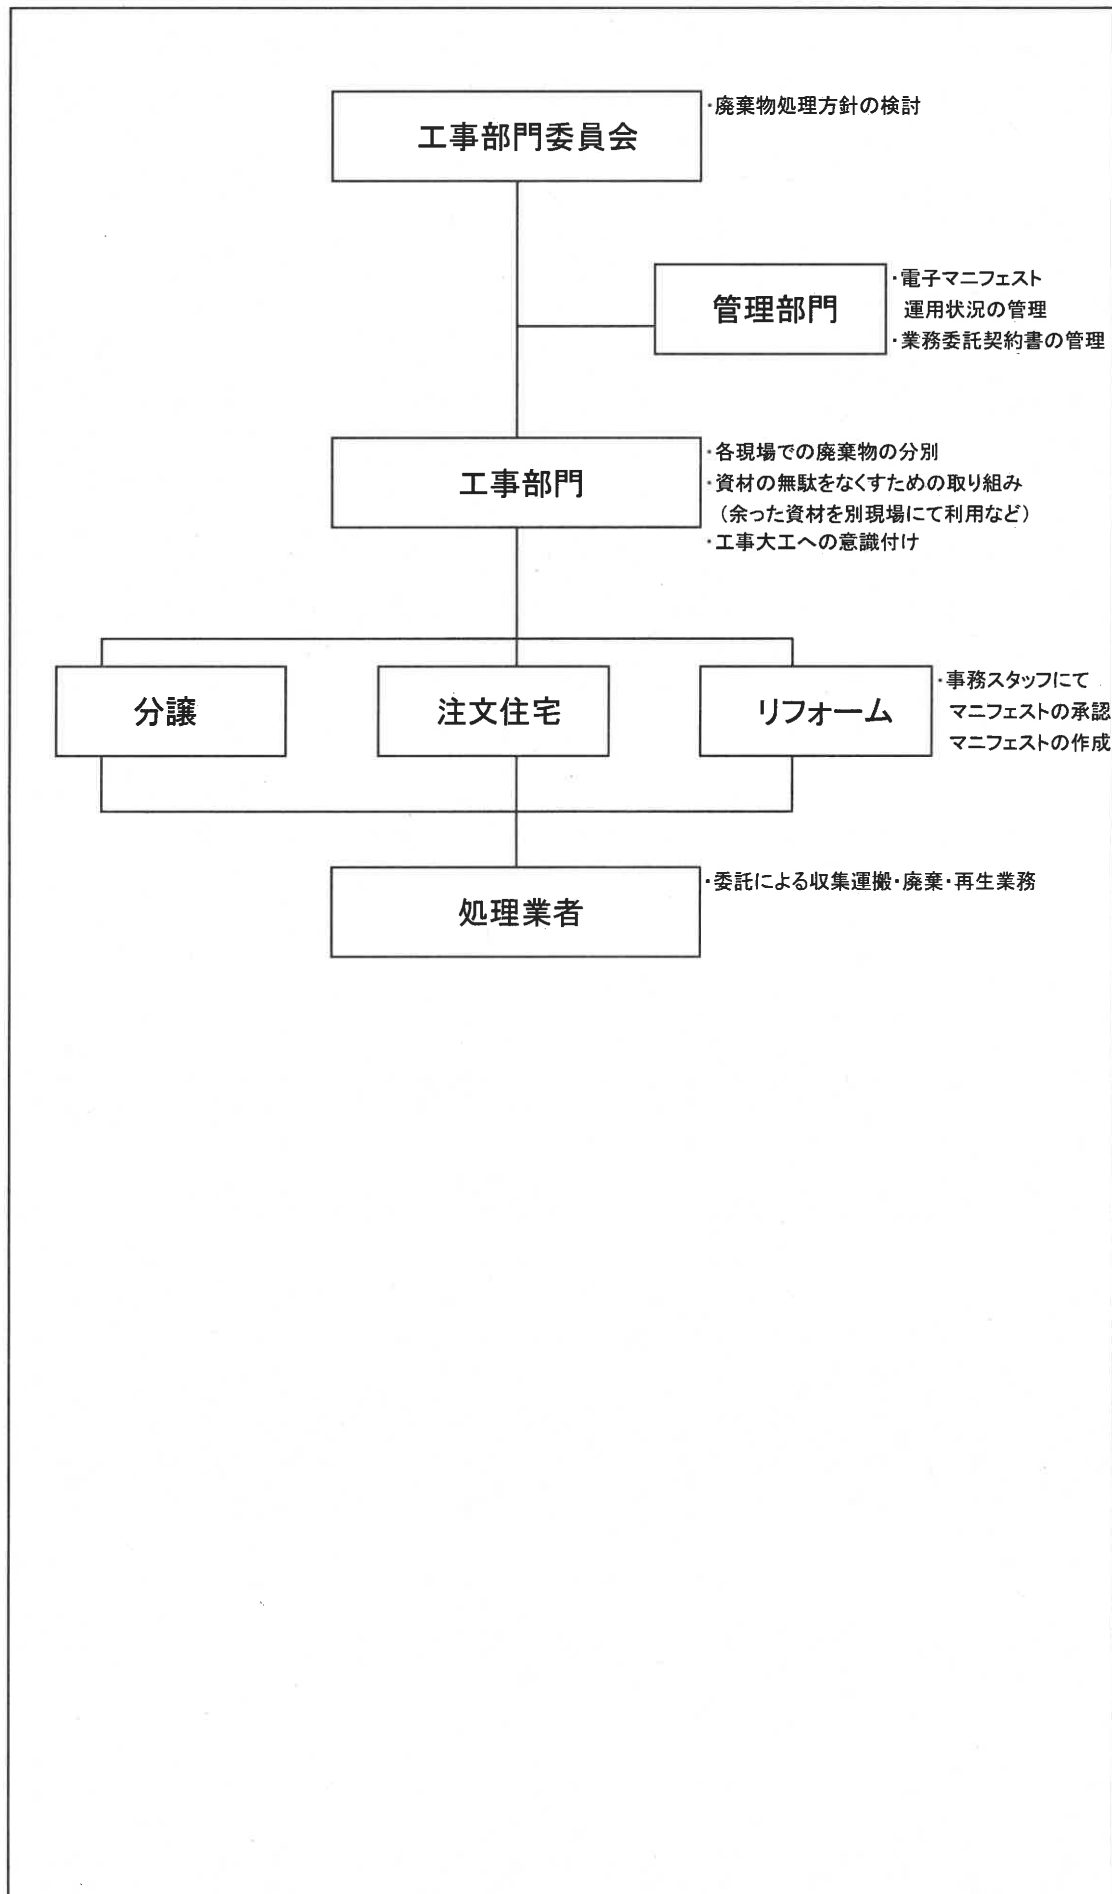 工事部門委員会
・廃棄物処理方針の検討
管理部門
・電子マニフェスト
運用状況の管理
・業務委託契約書の管理
工事部門
・各現場での廃棄物の分別
・資材の無駄をなくすための取り組み
（余った資材を別現場にて利用など）
・工事大工への意識付け
分譲
注文住宅
リフォーム
・事務スタッフにて
マニフェストの承認
マニフェストの作成
処理業者
・委託による収集運搬・廃棄・再生業務